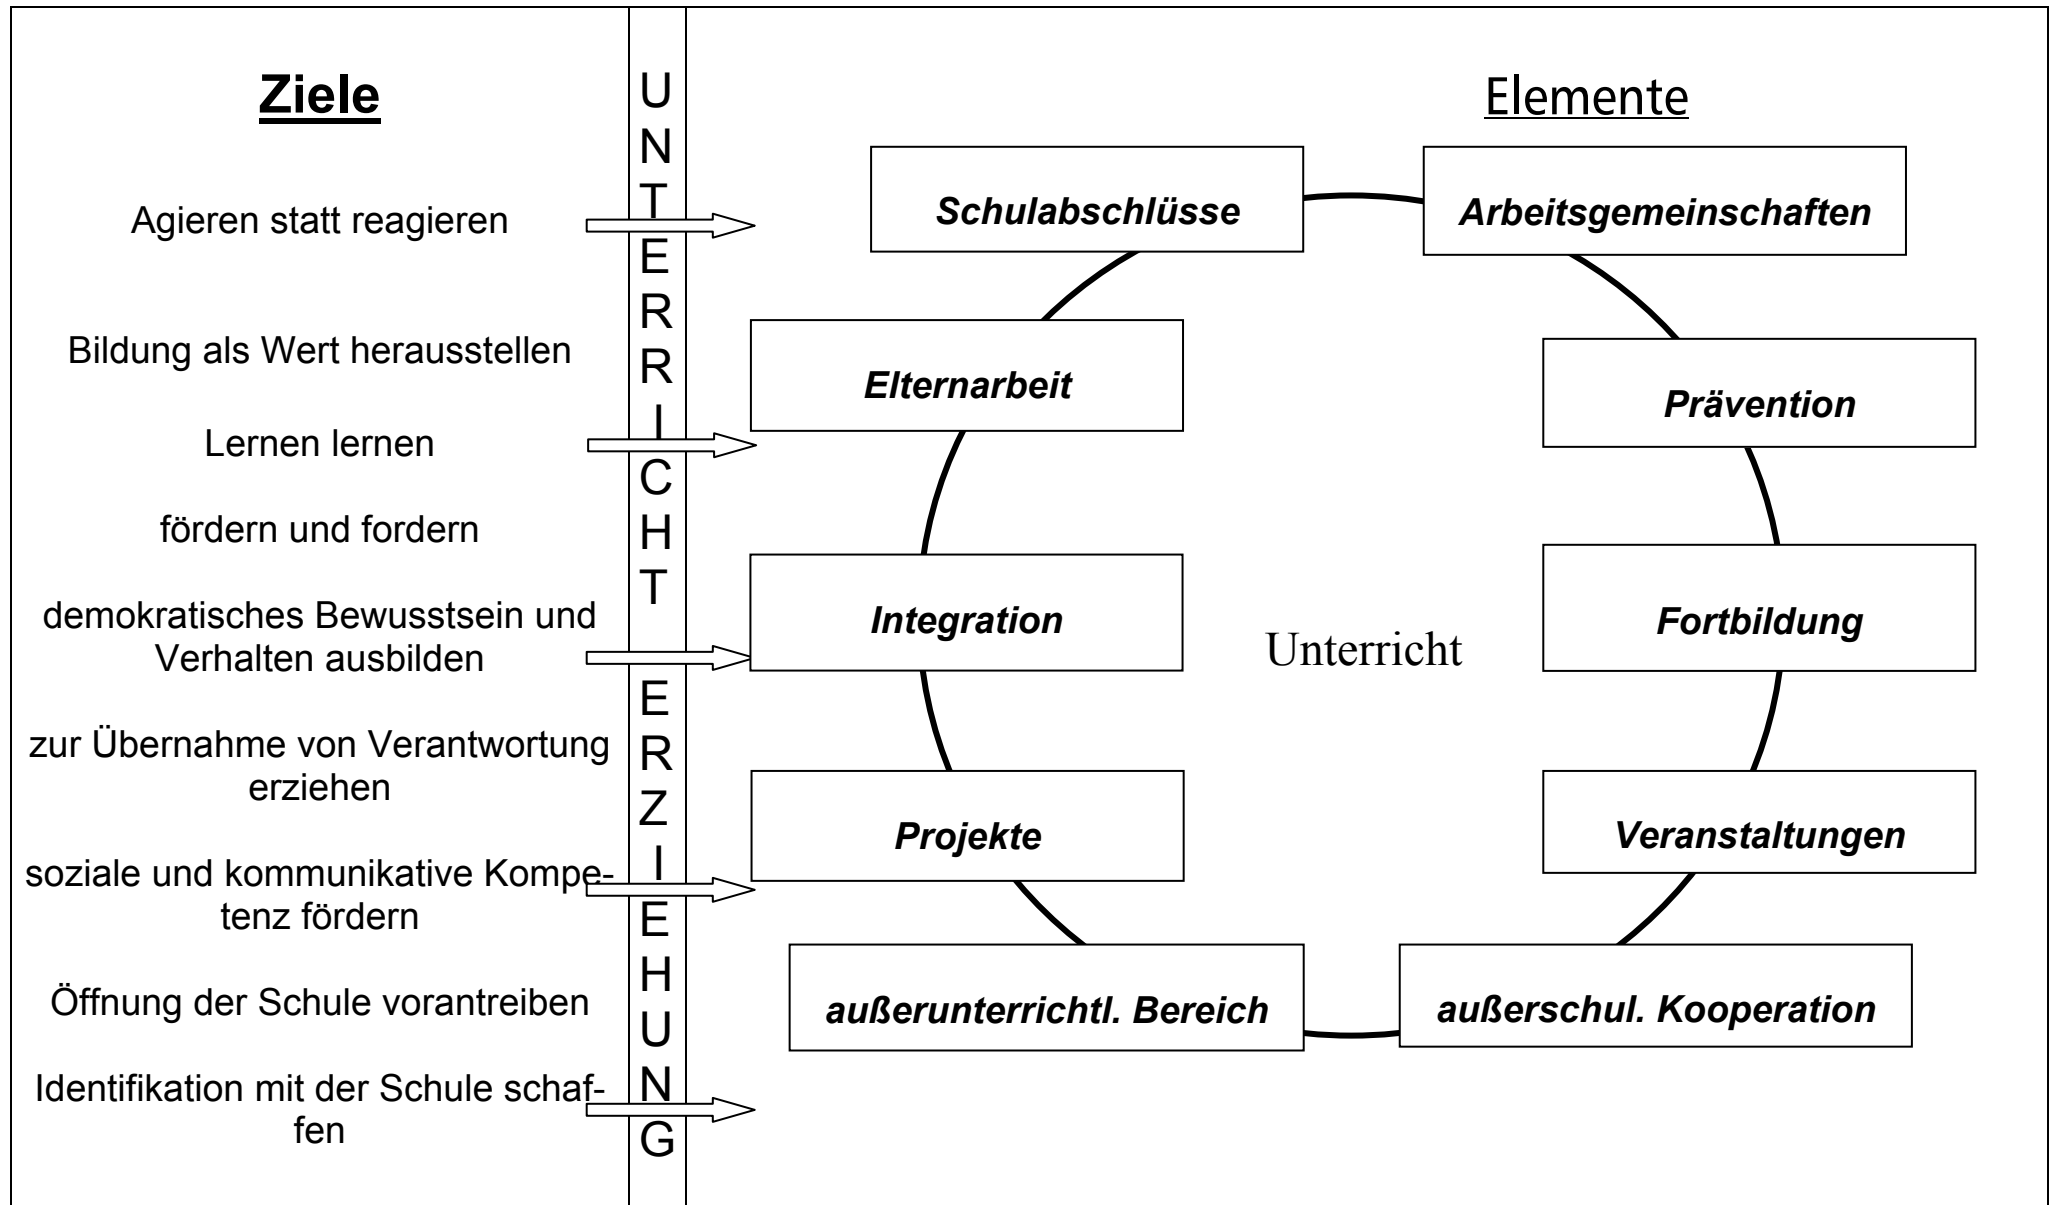 Ziele
Agieren statt reagieren
Bildung als Wert herausstellen
Lernen lernen
fördern und fordern
demokratisches Bewusstsein und
Verhalten ausbilden
zur Übernahme von Verantwortung
erziehen
soziale und kommunikative Kompe-
tenz fördern
Öffnung der Schule vorantreiben
Identifikation mit der Schule schaf-
fen
UNTERRICHT
ERZIEHUNG
Elemente
Schulabschlüsse
Arbeitsgemeinschaften
Elternarbeit
Prävention
Integration
Unterricht
Fortbildung
Projekte
Veranstaltungen
außerunterrichtl. Bereich
außerschul. Kooperation